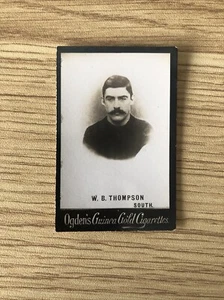 W. B. THOMPSON
SOUTH.
Ogden's Guinea Gold Cigarettes